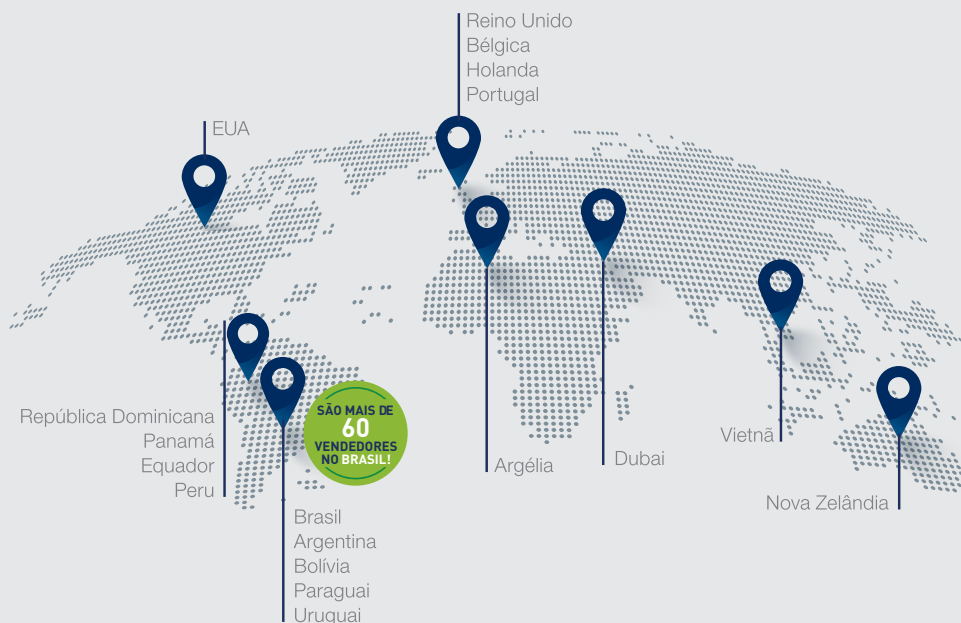 Reino Unido
Bélgica
Holanda
Portugal
EUA
República Dominicana
Panamá
Equador
Peru
SÃO MAIS DE
60
VENDEDORES
NO BRASIL!
Brasil
Argentina
Bolívia
Paraguai
Uruguai
Argélia
Dubai
Vietnã
Nova Zelândia